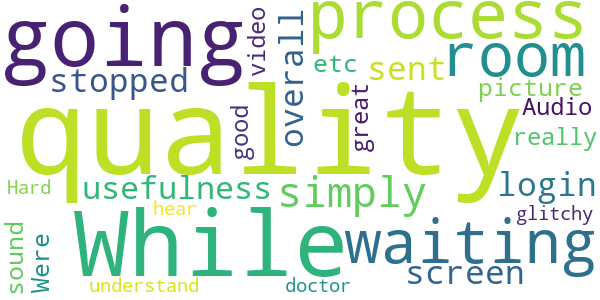 going
video
overall
process
stopped
etc
sent
room
picture
quality
good
great
Audio
really
Hard
usefulness
simply
login
hear
glitchy
sound
Were
While
waiting
screen
understand
doctor